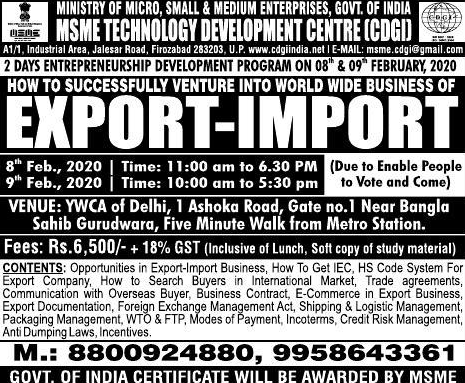 MINISTRY OF MICRO, SMALL & MEDIUM ENTERPRISES, GOVT. OF INDIA
MSME TECHNOLOGY DEVELOPMENT CENTRE (CDGI)
MSME
CDGI
A1/1, Industrial Area, Jalesar Road, Firozabad 283203, U.P. www.cdgiindia.net | E-MAIL: msme.cdgi@gmail.com
2 DAYS ENTREPRENEURSHIP DEVELOPMENT PROGRAM ON 08th & 09th FEBRUARY, 2020
HOW TO SUCCESSFULLY VENTURE INTO WORLD WIDE BUSINESS OF
EXPORT-IMPORT
8th Feb., 2020 | Time: 11:00 am to 6.30 PM
9th Feb., 2020 | Time: 10:00 am to 5:30 pm
(Due to Enable People
to Vote and Come)
VENUE: YWCA of Delhi, 1 Ashoka Road, Gate no.1 Near Bangla
Sahib Gurudwara, Five Minute Walk from Metro Station.
Fees: Rs.6,500/- + 18% GST (Inclusive of Lunch, Soft copy of study material)
CONTENTS: Opportunities in Export-Import Business, How To Get IEC, HS Code System For
Export Company, How to Search Buyers in International Market, Trade agreements,
Communication with Overseas Buyer, Business Contract, E-Commerce in Export Business,
Export Documentation, Foreign Exchange Management Act, Shipping & Logistic Management,
Packaging Management, WTO & FTP, Modes of Payment, Incoterms, Credit Risk Management,
Anti Dumping Laws, Incentives.
M.: 8800924880, 9958643361
GOVT. OF INDIA CERTIFICATE WILL BE AWARDED BY MSME